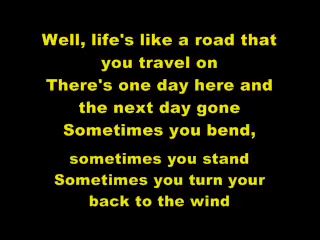 Well, life's like a road that
you travel on
There's one day here and
the next day gone
Sometimes you bend,
sometimes you stand
Sometimes you turn your
back to the wind